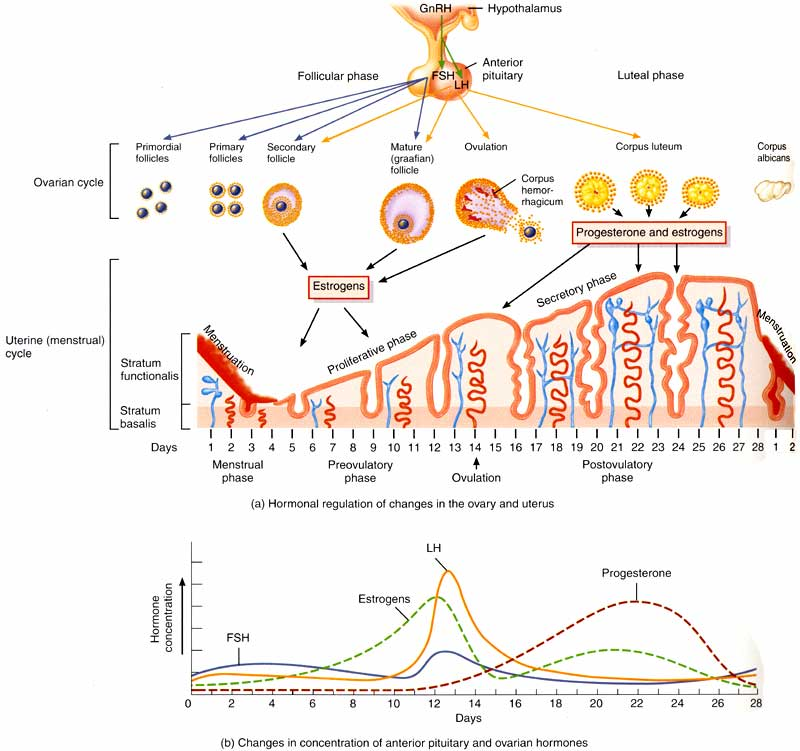 GnRH
Hypothalamus
Anterior
pituitary
FSH
LH
Follicular phase
Luteal phase
Ovarian cycle
Primordial
follicles
Primary
follicles
Secondary
follicle
Mature
(graafian)
follicle
Ovulation
Corpus
hemor-
rhagicum
Corpus luteum
Corpus
albicans
Progesterone and estrogens
Estrogens
Uterine (menstrual)
cycle
Stratum
functionalis
Stratum
basalis
Menstruation
Proliferative phase
Secretory phase
Menstruation
Days 1 2 3 4 5 6 7 8 9 10 11 12 13 14 15 16 17 18 19 20 21 22 23 24 25 26 27 28 1 2
Menstrual
phase
Preovulatory
phase
Ovulation
Postovulatory
phase
(a) Hormonal regulation of changes in the ovary and uterus
Hormone
concentration
FSH
Estrogens
LH
Progesterone
0 2 4 6 8 10 12 14 16 18 20 22 24 26 28
Days
(b) Changes in concentration of anterior pituitary and ovarian hormones